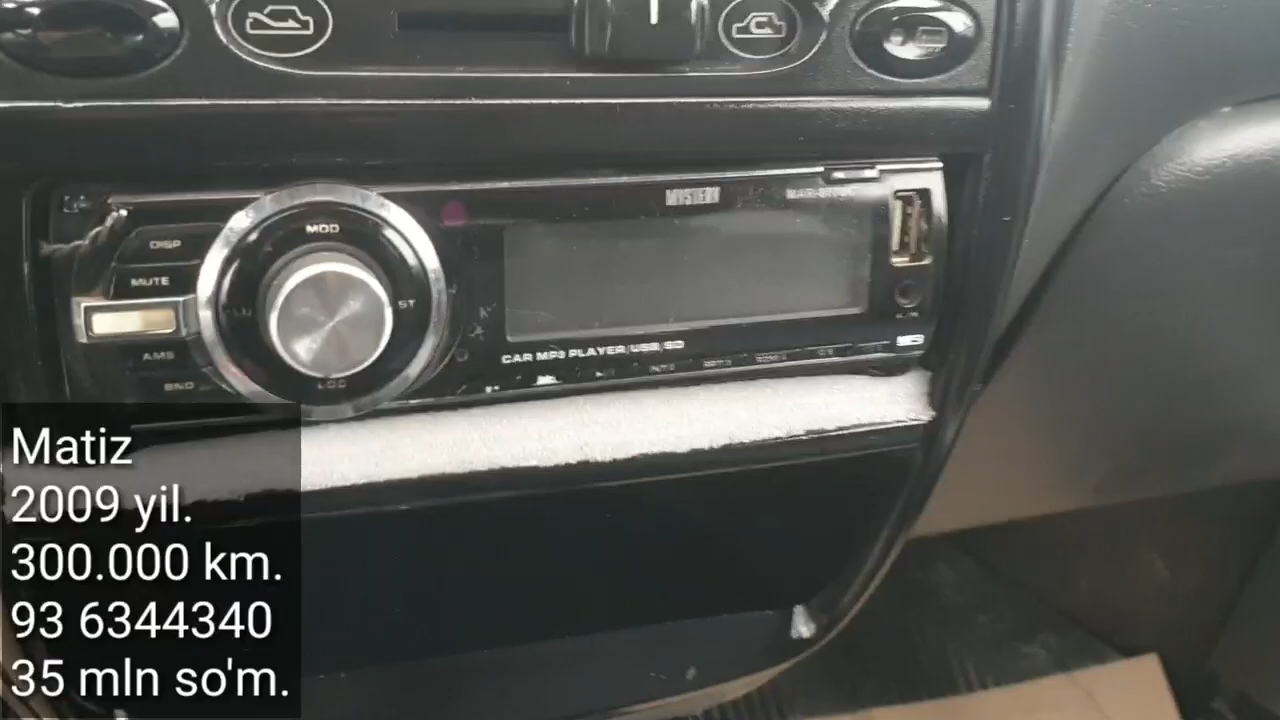 MYSTERY
DISP
MOD
MUTE
ST
AMS
LOC
BND
CAR MP3 PLAYER/USB/SD
Matiz
2009 yil.
300.000 km.
93 6344340
35 mln so'm.